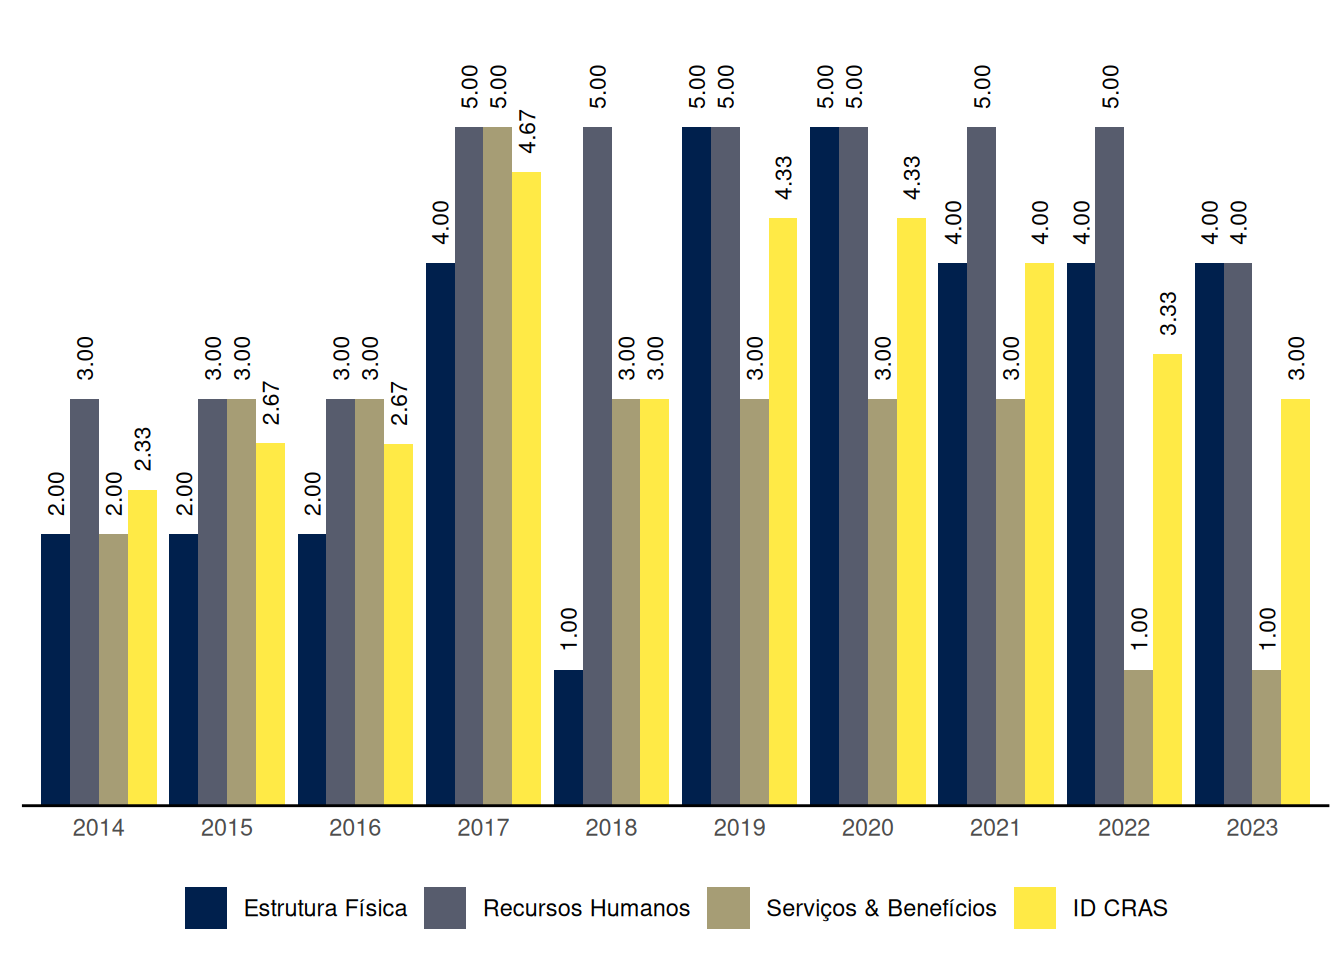 2.00 3.00 2.00 2.33
2.00 3.00 3.00 2.67
2.00 3.00 3.00 2.67
4.00 5.00 5.00 4.67
1.00 5.00 3.00 3.00
5.00 5.00 3.00 4.33
5.00 5.00 3.00 4.33
4.00 5.00 3.00 4.00
4.00 5.00 1.00 3.33
4.00 4.00 1.00 3.00
2014 2015 2016 2017 2018 2019 2020 2021 2022 2023
Estrutura Física Recursos Humanos Serviços & Benefícios ID CRAS